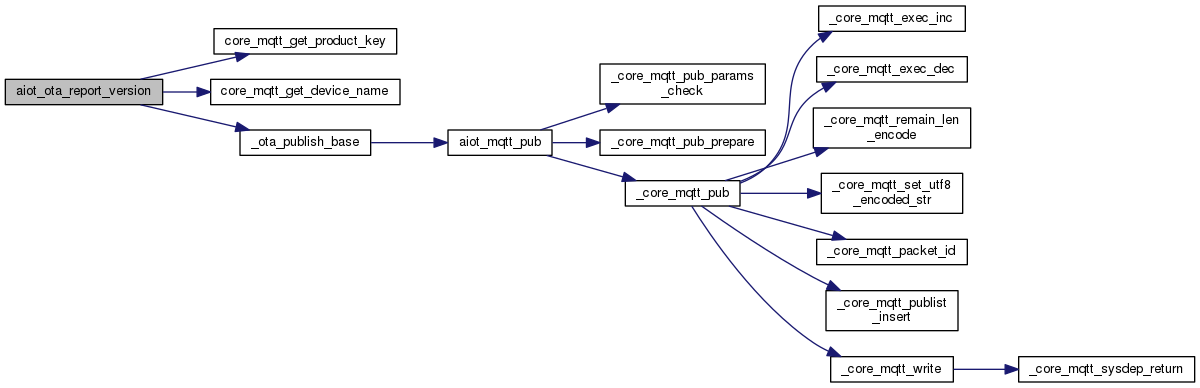 aiot_ota_report_version
core_mqtt_get_product_key
core_mqtt_get_device_name
_ota_publish_base
aiot_mqtt_pub
_core_mqtt_pub_params
_check
_core_mqtt_pub_prepare
_core_mqtt_pub
_core_mqtt_exec_inc
_core_mqtt_exec_dec
_core_mqtt_remain_len
_encode
_core_mqtt_set_utf8
_encoded_str
_core_mqtt_packet_id
_core_mqtt_publist
_insert
_core_mqtt_write
_core_mqtt_sysdep_return